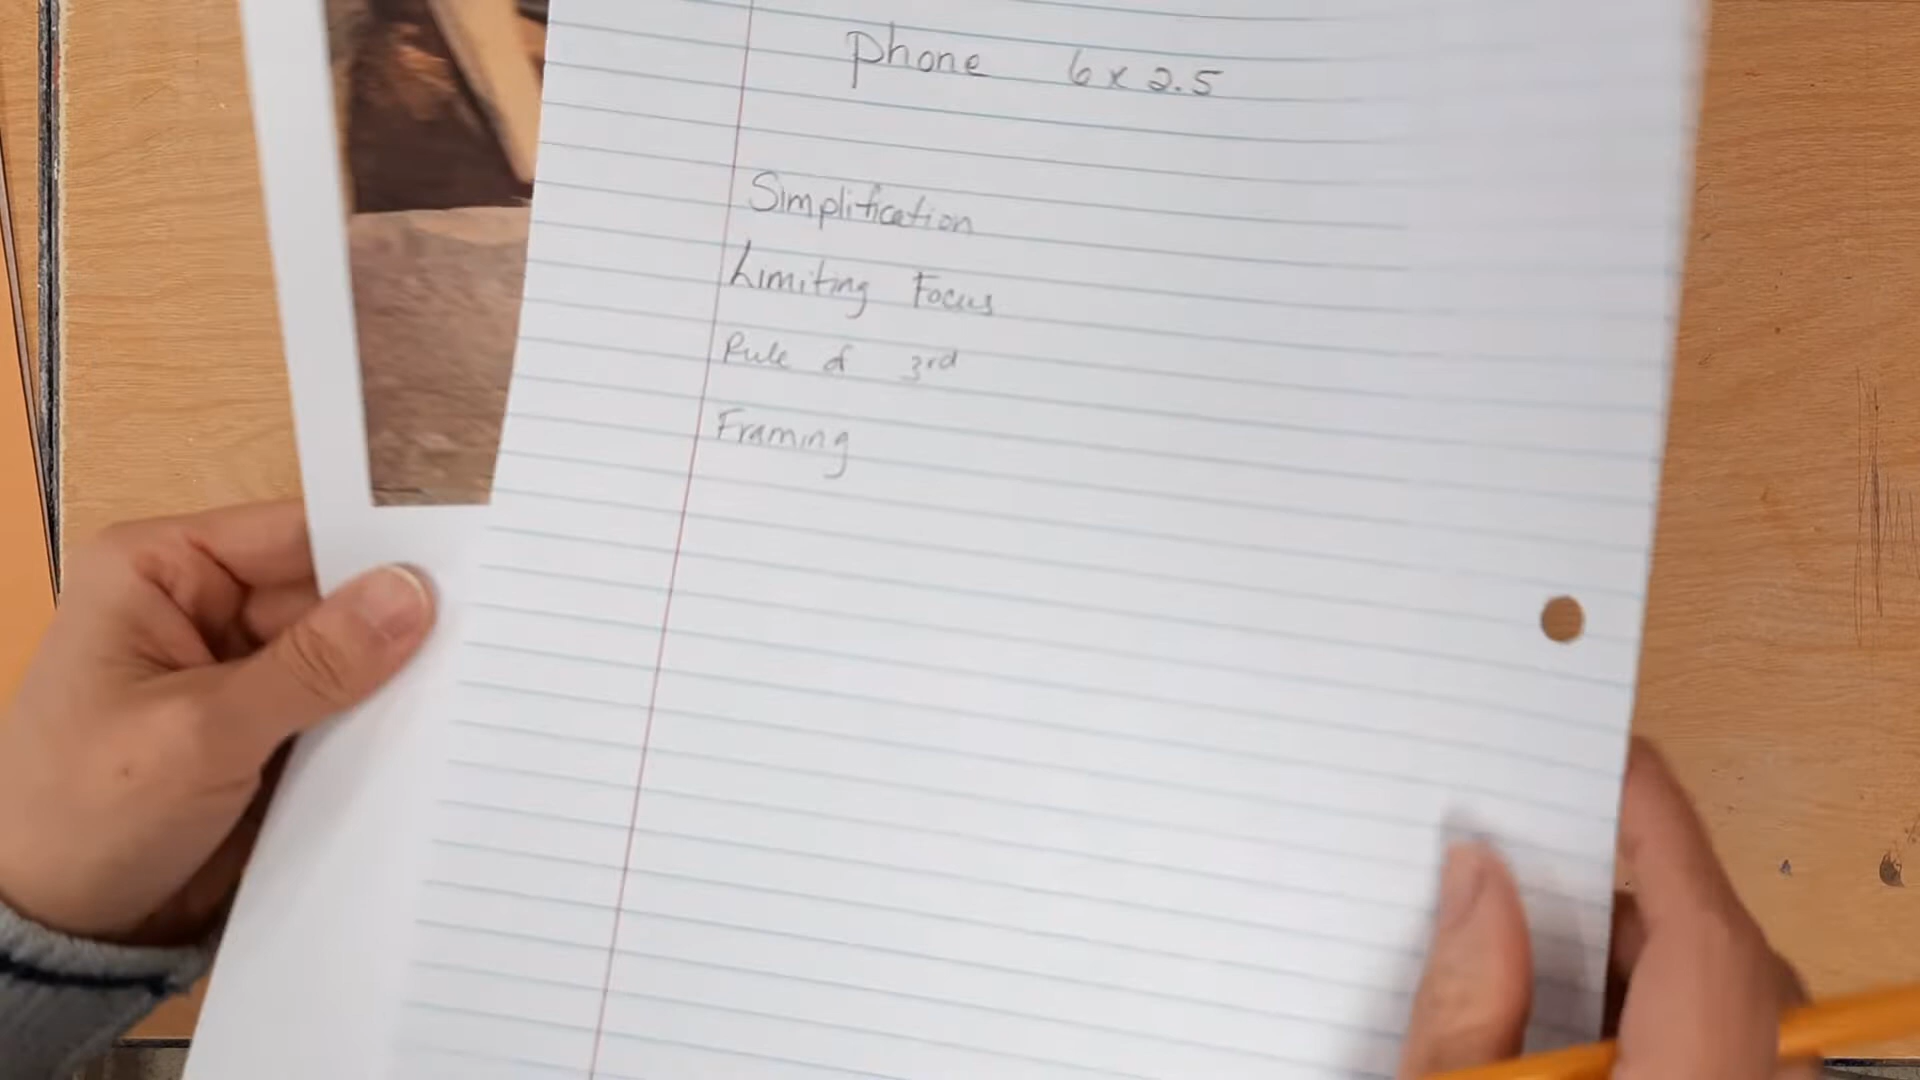 phone 6 x 2.5
Simplification
Limiting Focus
Rule of 3rd
Framing